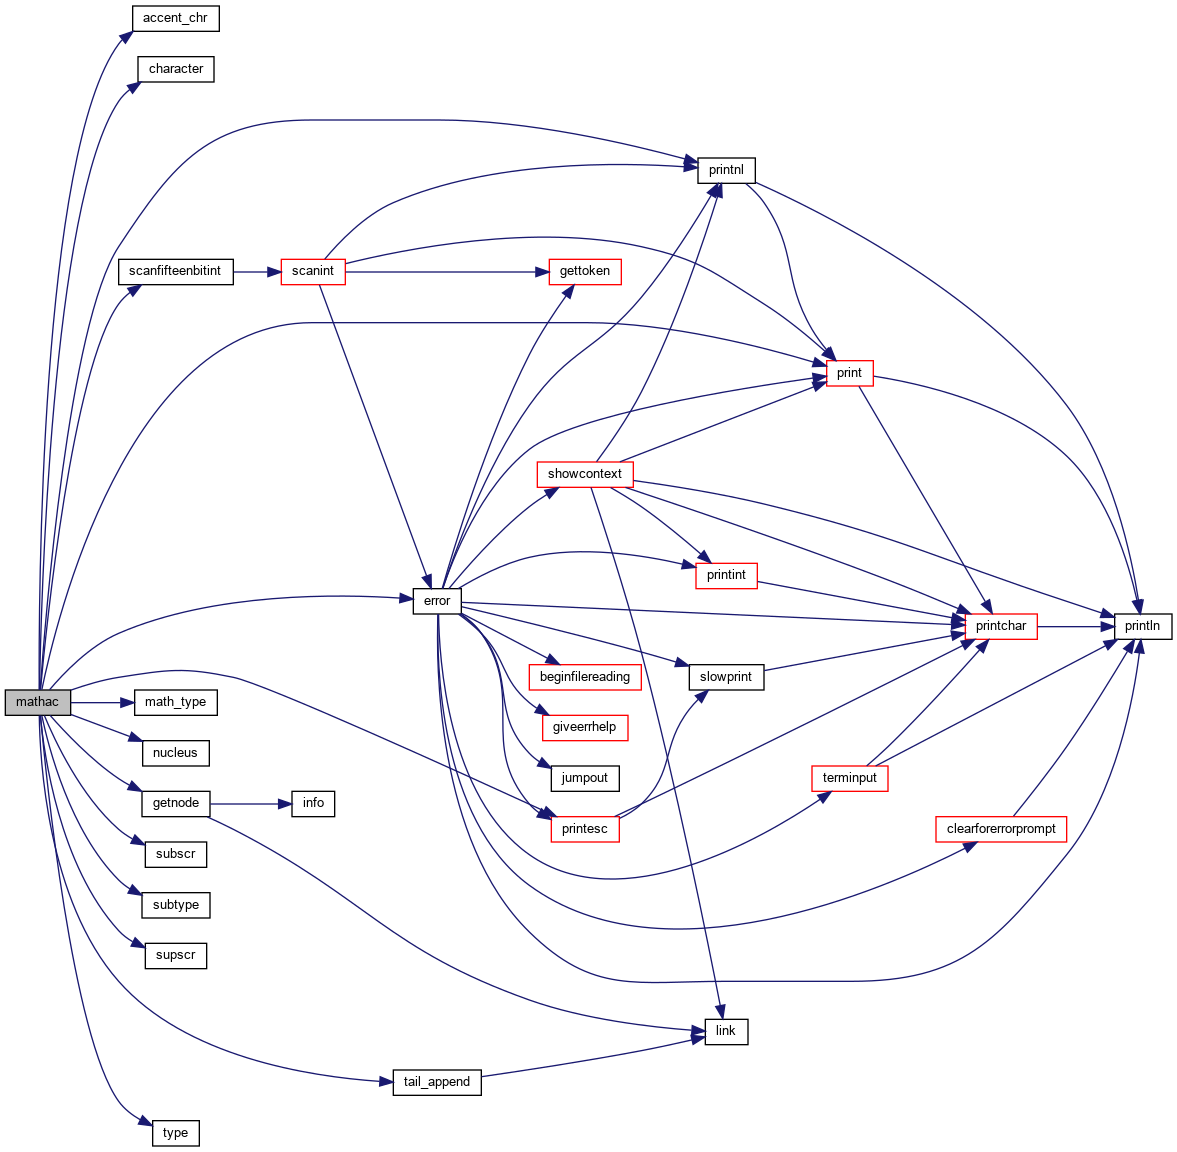 accent_chr
character
printnl
scanfifteenbitint
scanint
gettoken
print
showcontext
printint
error
printchar
println
beginfilereading
slowprint
mathac
math_type
giveerrhelp
nucleus
jumpout
terminput
getnode
info
printesc
clearforerrorprompt
subscr
subtype
supscr
link
tail_append
type